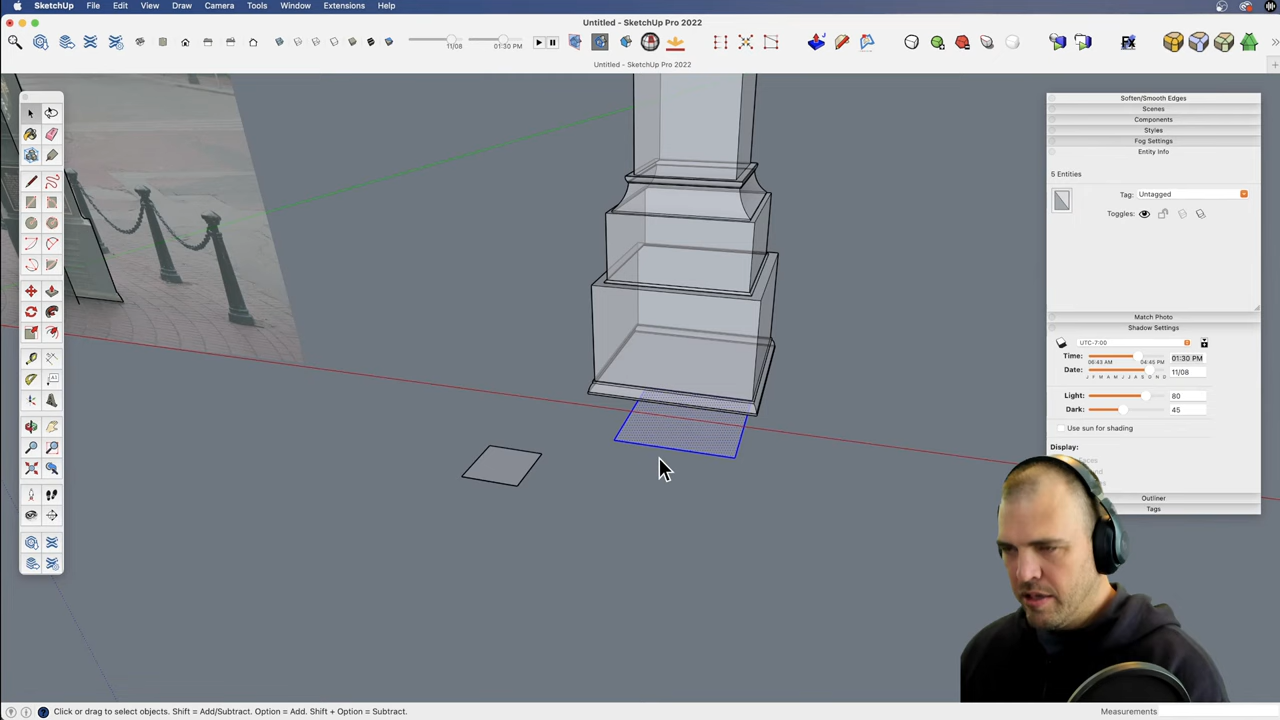 SketchUp File Edit View Draw Camera Tools Window Extensions Help
Untitled - SketchUp Pro 2022
11/08 01:30 PM
Untitled - SketchUp Pro 2022
Soften/Smooth Edges
Scenes
Components
Styles
Fog Settings
Entity Info
5 Entities
Tag: Untagged
Toggles:
Match Photo
Shadow Settings
UTC-7:00
Time: 01:30 PM
06:43 AM 04:45 PM
Date: 11/08
J F M A M J J A S O N D
Light: 80
Dark: 45
Use sun for shading
Display:
Faces
Outliner
Tags
Click or drag to select objects. Shift = Add/Subtract. Option = Add. Shift + Option = Subtract.
Measurements